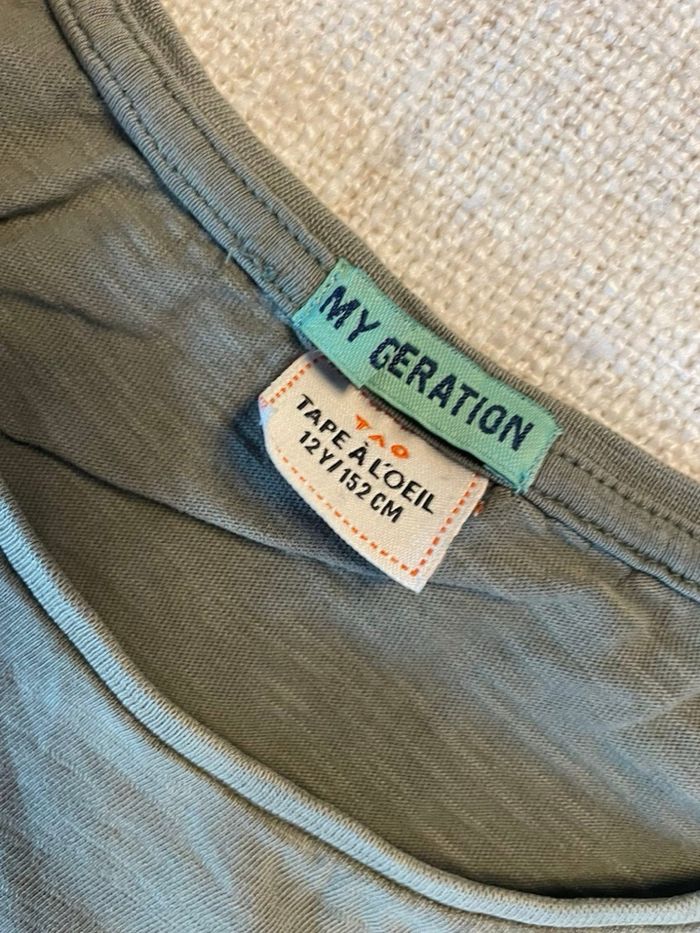 MY GERATION
TAO
TAPE À L'OEIL
12Y/152 CM